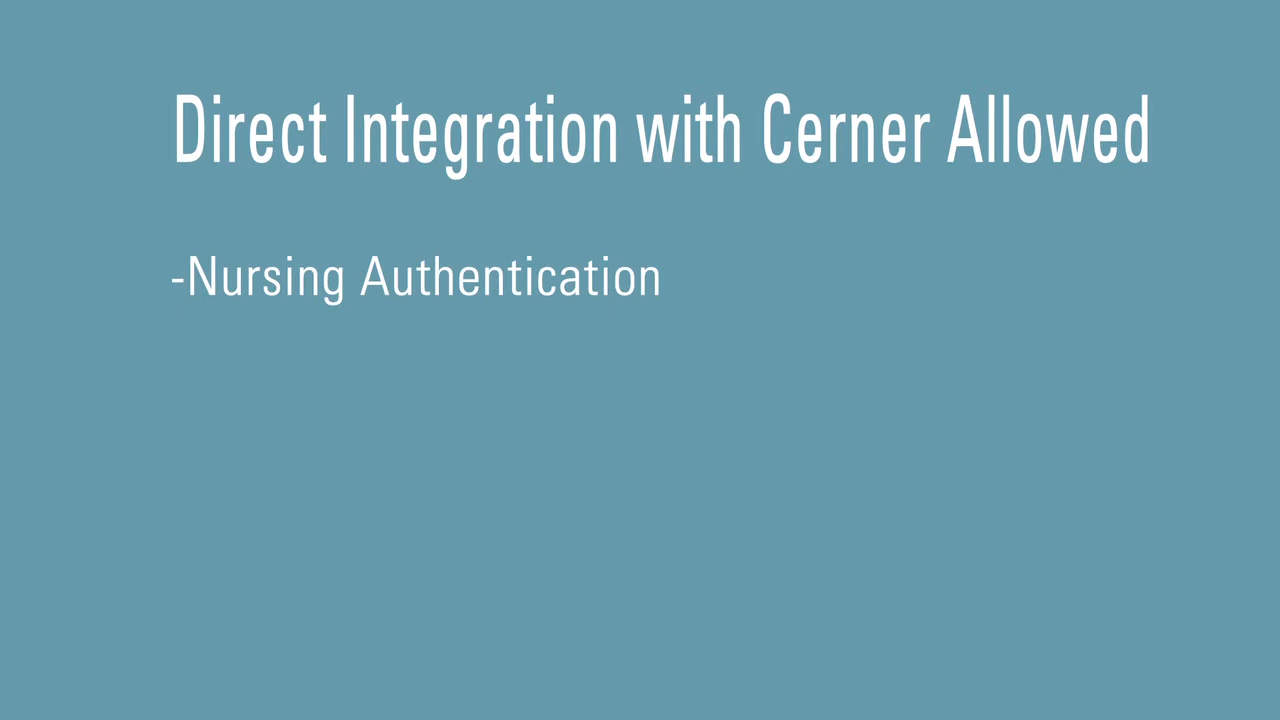 Direct Integration with Cerner Allowed
-Nursing Authentication